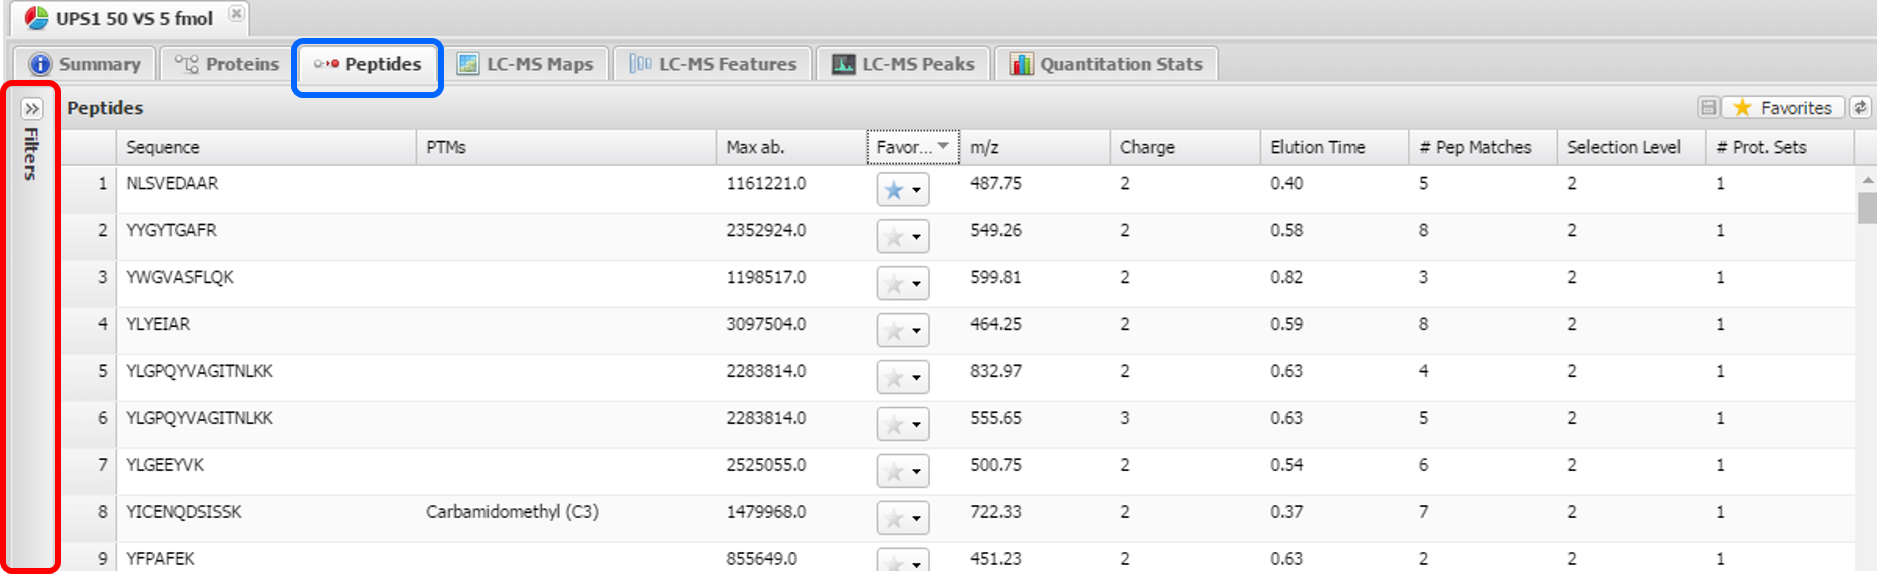 UPS1 50 VS 5 fmol
Summary Proteins Peptides LC-MS Maps LC-MS Features LC-MS Peaks Quantitation Stats
Filters
Peptides Favorites
Sequence PTMs Max ab. Favor... m/z Charge Elution Time # Pep Matches Selection Level # Prot. Sets
1 NLSVEDAAR 1161221.0 487.75 2 0.40 5 2 1
2 YYGYTGAFR 2352924.0 549.26 2 0.58 8 2 1
3 YWGVASFLQK 1198517.0 599.81 2 0.82 3 2 1
4 YLYEIAR 3097504.0 464.25 2 0.59 8 2 1
5 YLGPQYVAGITNLKK 2283814.0 832.97 2 0.63 4 2 1
6 YLGPQYVAGITNLKK 2283814.0 555.65 3 0.63 5 2 1
7 YLGEEYVK 2525055.0 500.75 2 0.54 6 2 1
8 YICENQDSISSK Carbamidomethyl (C3) 1479968.0 722.33 2 0.37 7 2 1
9 YFPAFEK 855649.0 451.23 2 0.63 2 2 1